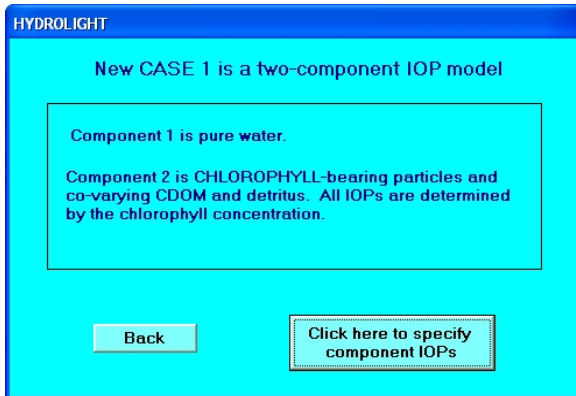 HYDROLIGHT
New CASE 1 is a two-component IOP model
Component 1 is pure water.
Component 2 is CHLOROPHYLL-bearing particles and
co-varying CDOM and detritus. All IOPs are determined
by the chlorophyll concentration.
Back
Click here to specify
component IOPs